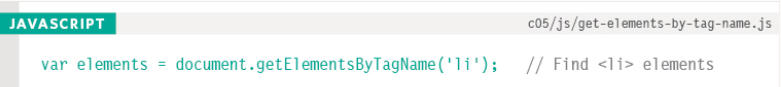 JAVASCRIPT c05/js/get-elements-by-tag-name.js
var elements = document.getElementsByTagName('li'); // Find <li> elements